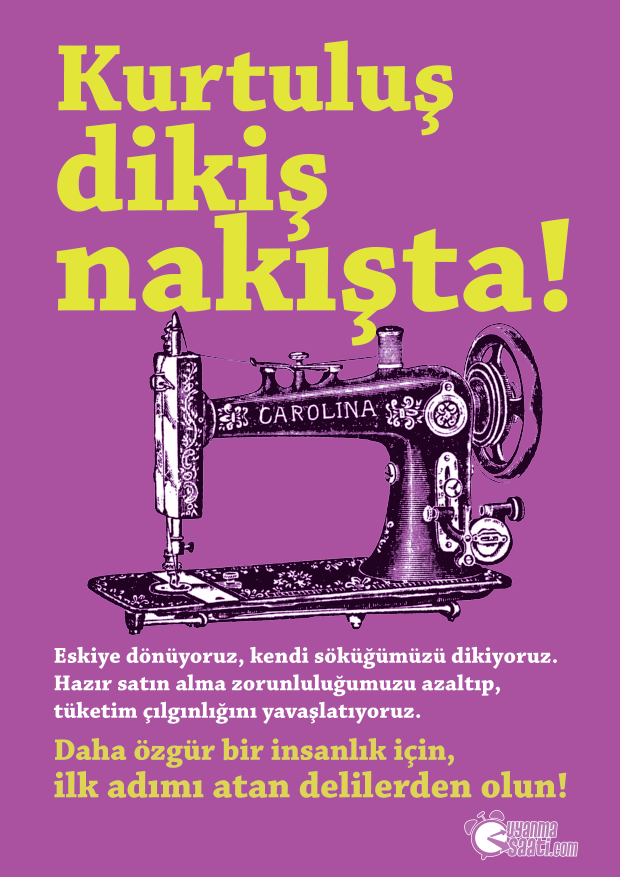 Kurtuluş
dikiş
nakışta!
CAROLINA
Eskiye dönüyoruz, kendi söküğümüzü dikiyoruz.
Hazır satın alma zorunluluğumuzu azaltıp,
tüketim çılgınlığını yavaşlatıyoruz.
Daha özgür bir insanlık için,
ilk adımı atan delilerden olun!
uyanma
saati.com